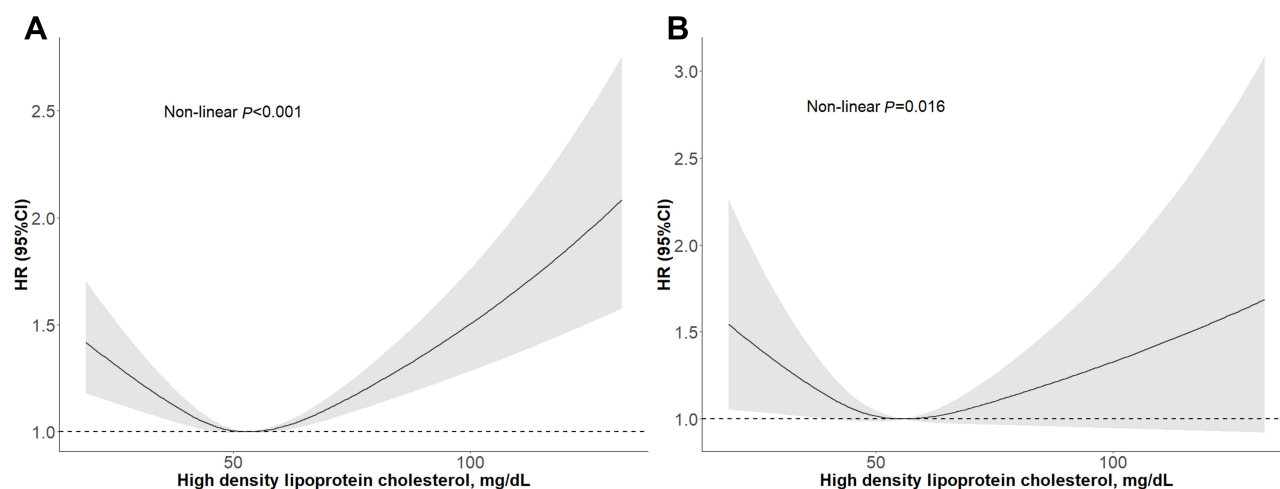 A
Non-linear P<0.001
HR (95%CI)
2.5
2.0
1.5
1.0
50
100
High density lipoprotein cholesterol, mg/dL
B
Non-linear P=0.016
HR (95%CI)
3.0
2.5
2.0
1.5
1.0
50
100
High density lipoprotein cholesterol, mg/dL